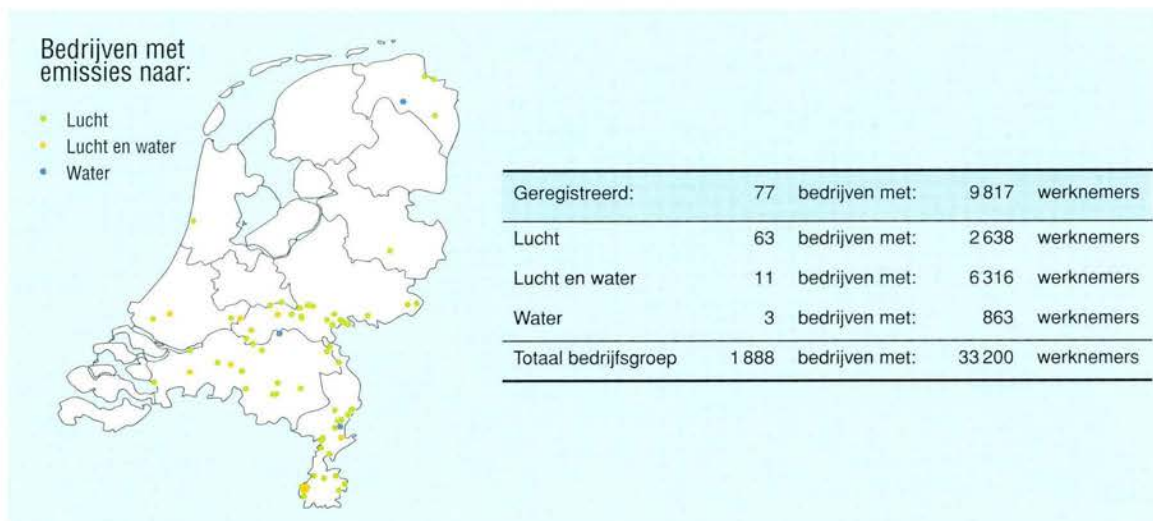 Bedrijven met
emissies naar:
Lucht
Lucht en water
Water
Geregistreerd: 77 bedrijven met: 9 817 werknemers
Lucht 63 bedrijven met: 2 638 werknemers
Lucht en water 11 bedrijven met: 6 316 werknemers
Water 3 bedrijven met: 863 werknemers
Totaal bedrijfsgroep 1 888 bedrijven met: 33 200 werknemers